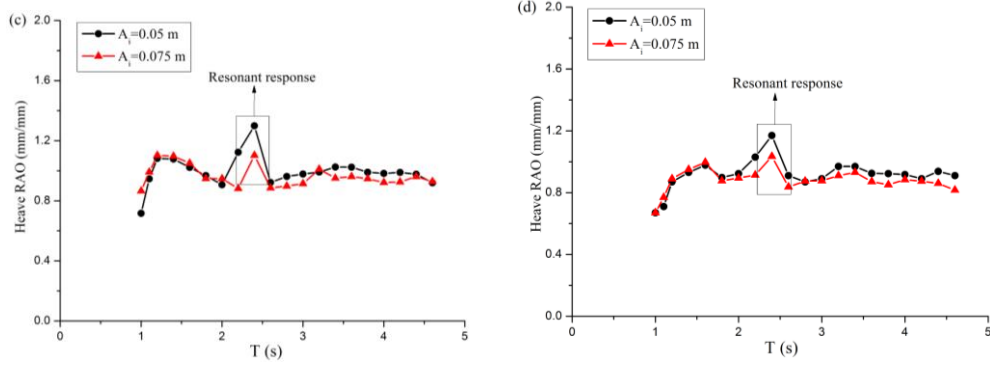 (c)
2.0
1.6
1.2
0.8
0.4
0.0
Heave RAO (mm/mm)
A_i=0.05 m
A_i=0.075 m
Resonant response
0 1 2 3 4 5
T (s)
(d)
2.0
1.6
1.2
0.8
0.4
0.0
Heave RAO (mm/mm)
A_i=0.05 m
A_i=0.075 m
Resonant response
0 1 2 3 4 5
T (s)